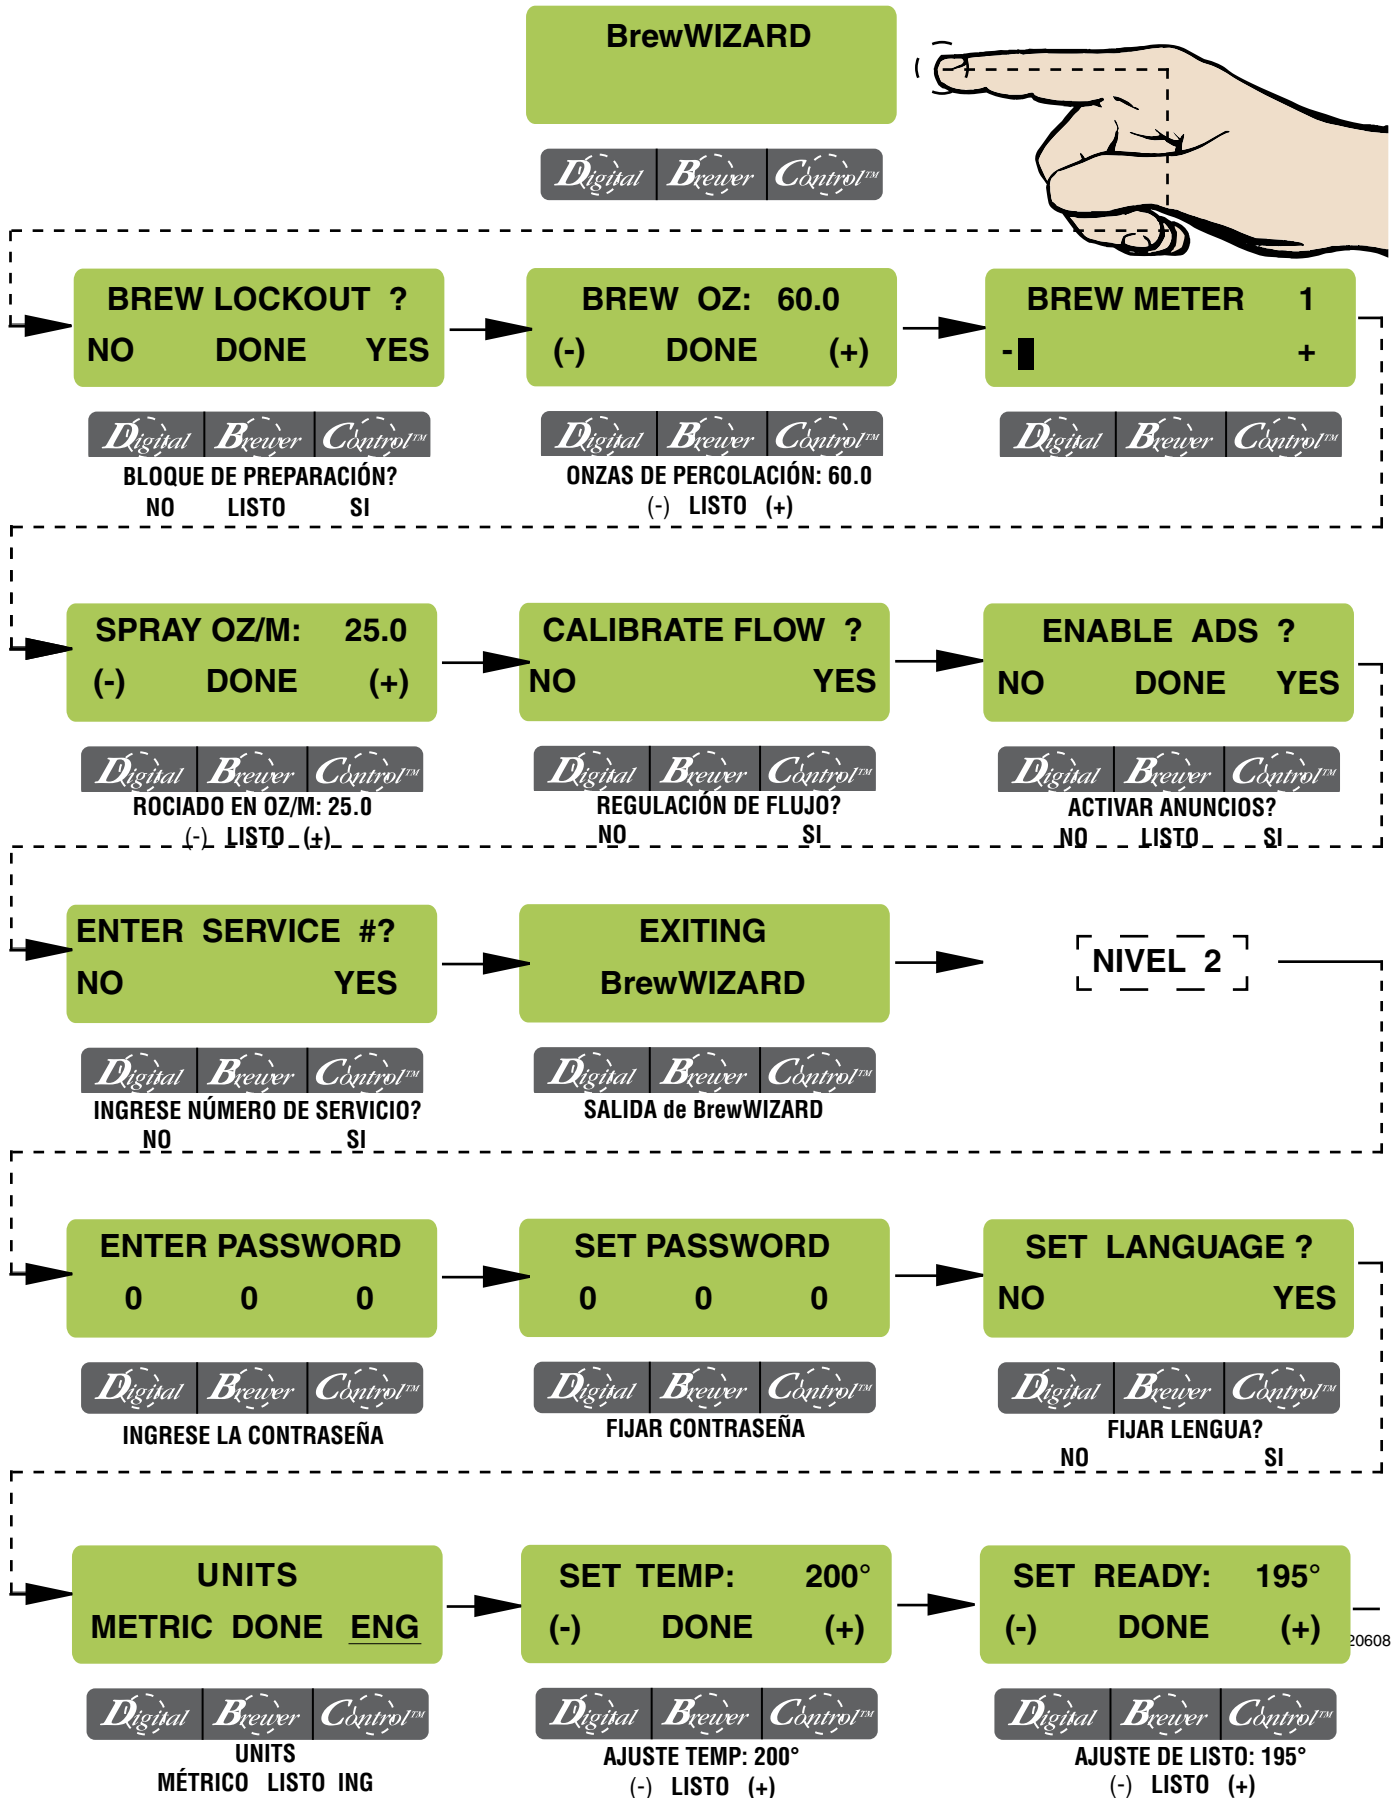 BrewWIZARD
Digital Brewer Control™
BREW LOCKOUT ?
NO DONE YES
Digital Brewer Control™
BLOQUE DE PREPARACIÓN?
NO LISTO SI
BREW OZ: 60.0
(-) DONE (+)
Digital Brewer Control™
ONZAS DE PERCOLACIÓN: 60.0
(-) LISTO (+)
BREW METER 1
- +
Digital Brewer Control™
SPRAY OZ/M: 25.0
(-) DONE (+)
Digital Brewer Control™
ROCIADO EN OZ/M: 25.0
(-) LISTO (+)
CALIBRATE FLOW ?
NO YES
Digital Brewer Control™
REGULACIÓN DE FLUJO?
NO SI
ENABLE ADS ?
NO DONE YES
Digital Brewer Control™
ACTIVAR ANUNCIOS?
NO LISTO SI
ENTER SERVICE #?
NO YES
Digital Brewer Control™
INGRESE NÚMERO DE SERVICIO?
NO SI
EXITING
BrewWIZARD
Digital Brewer Control™
SALIDA de BrewWIZARD
NIVEL 2
ENTER PASSWORD
0 0 0
Digital Brewer Control™
INGRESE LA CONTRASEÑA
SET PASSWORD
0 0 0
Digital Brewer Control™
FIJAR CONTRASEÑA
SET LANGUAGE ?
NO YES
Digital Brewer Control™
FIJAR LENGUA?
NO SI
UNITS
METRIC DONE ENG
Digital Brewer Control™
UNITS
MÉTRICO LISTO ING
SET TEMP: 200°
(-) DONE (+)
Digital Brewer Control™
AJUSTE TEMP: 200°
(-) LISTO (+)
SET READY: 195°
(-) DONE (+)
20608
Digital Brewer Control™
AJUSTE DE LISTO: 195°
(-) LISTO (+)